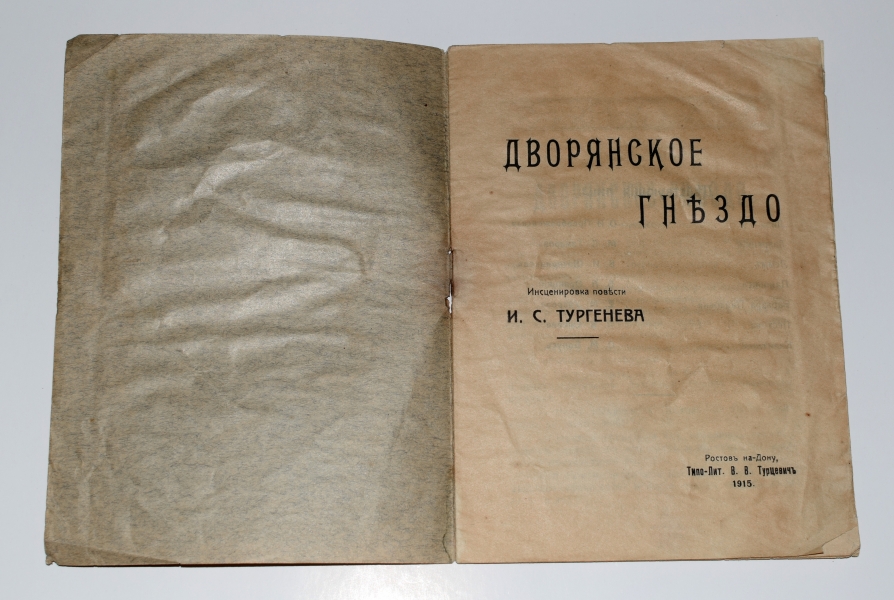 ДВОРЯНСКОЕ
ГНѢЗДО
Инсценировка повѣсти
И. С. ТУРГЕНЕВА
Ростовъ на-Дону,
Типо-Лит. В. В. Турцевичъ
1915.